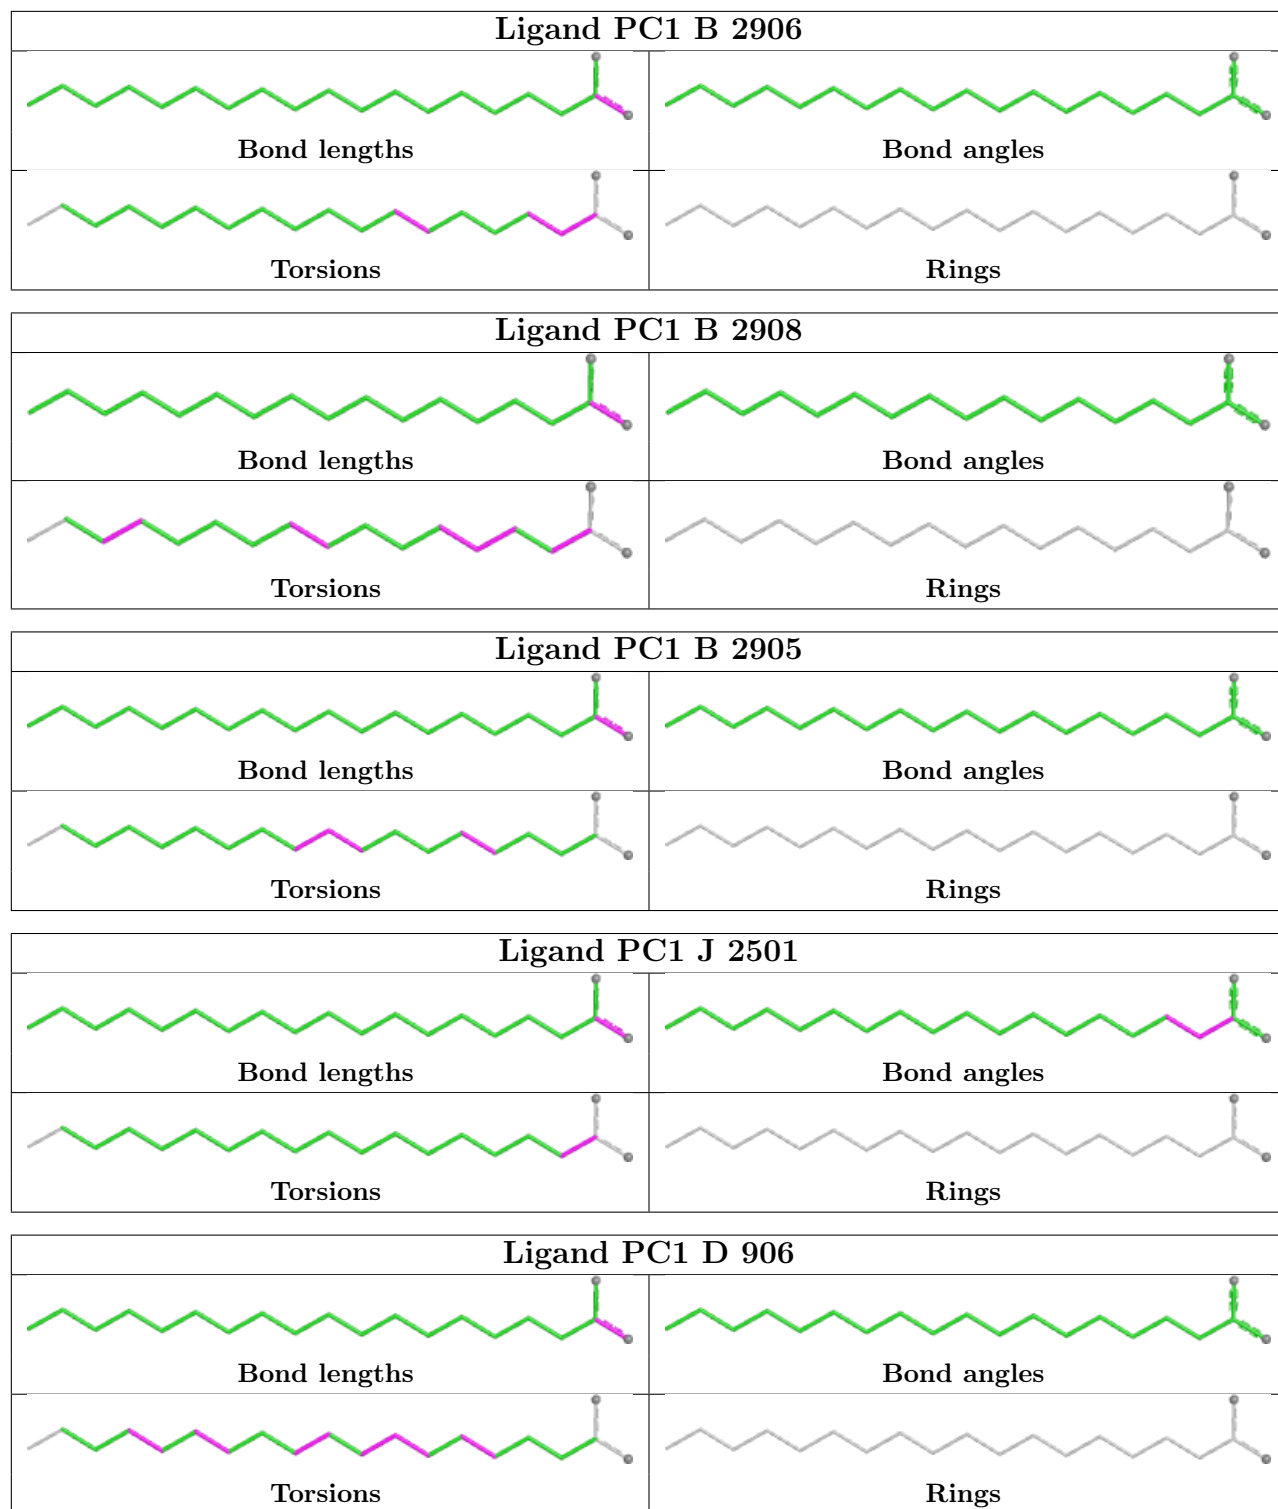 Ligand PC1 B 2906
Bond lengths Bond angles
Torsions Rings
Ligand PC1 B 2908
Bond lengths Bond angles
Torsions Rings
Ligand PC1 B 2905
Bond lengths Bond angles
Torsions Rings
Ligand PC1 J 2501
Bond lengths Bond angles
Torsions Rings
Ligand PC1 D 906
Bond lengths Bond angles
Torsions Rings